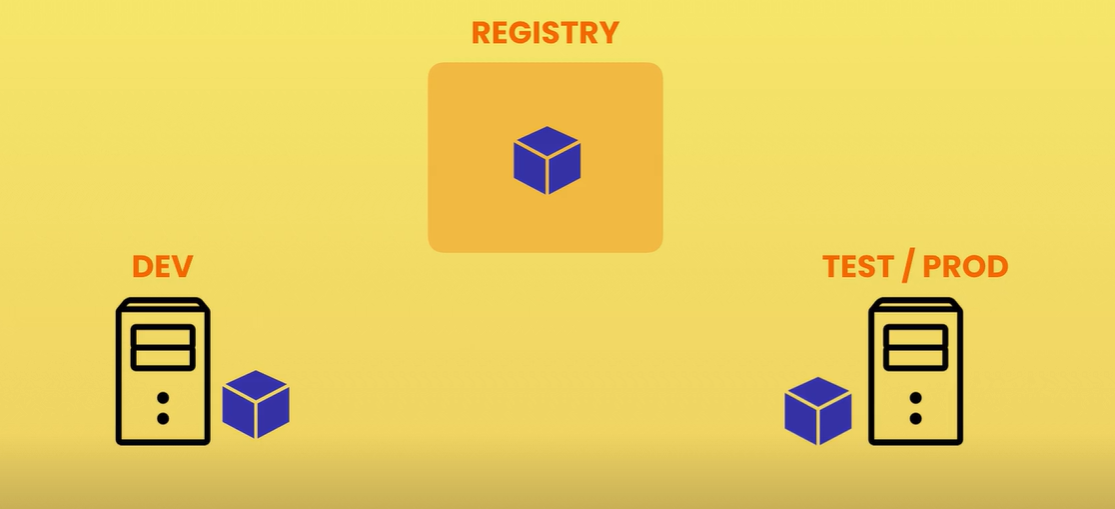 REGISTRY
DEV
TEST / PROD